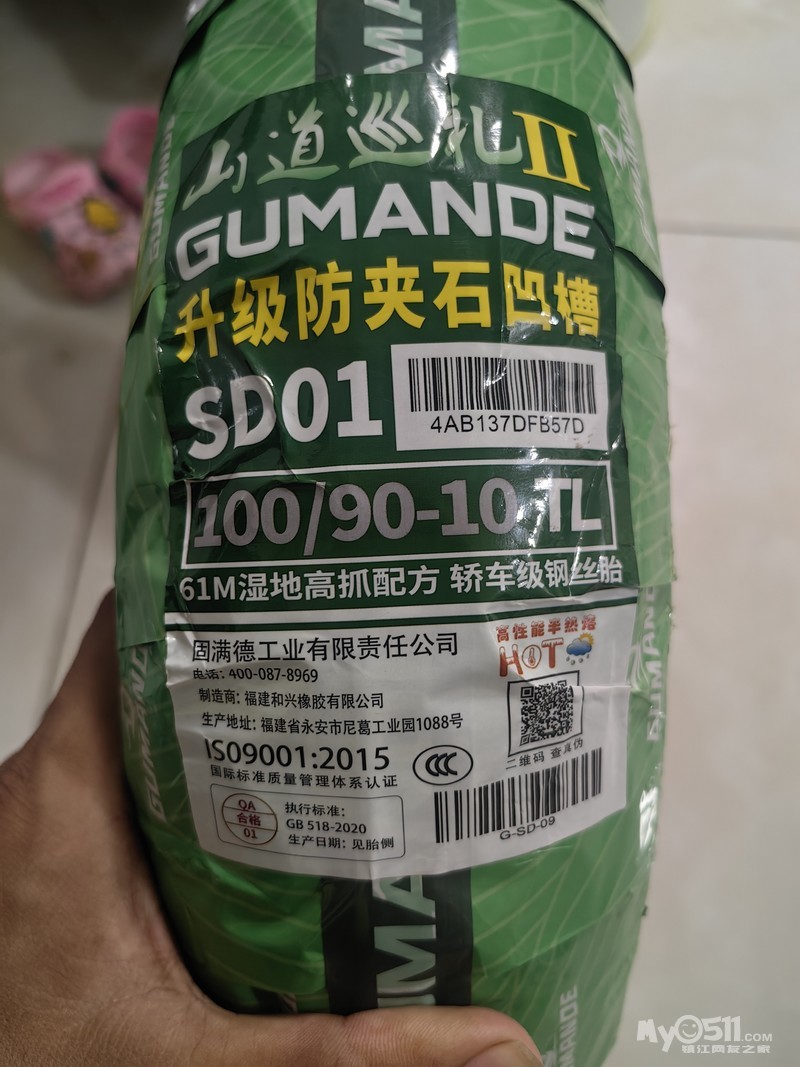 山道巡礼II
GUMANDE
升级防夹石凹槽
SD01
4AB137DFB57D
100/90-10 TL
61M湿地高抓配方 轿车级钢丝胎
固满德工业有限责任公司
电话: 400-087-8969
制造商: 福建和兴橡胶有限公司
生产地址: 福建省永安市尼葛工业园1088号
ISO9001:2015
国际标准质量管理体系认证
CCC
QA
合格
01
执行标准:
GB 518-2020
生产日期: 见胎侧
高性能半热熔
HOT
二维码 查真伪
G-SD-09
GUMANDE
GUMANDE
GUMANDE
GUMANDE
My0511.COM
镇江网友之家